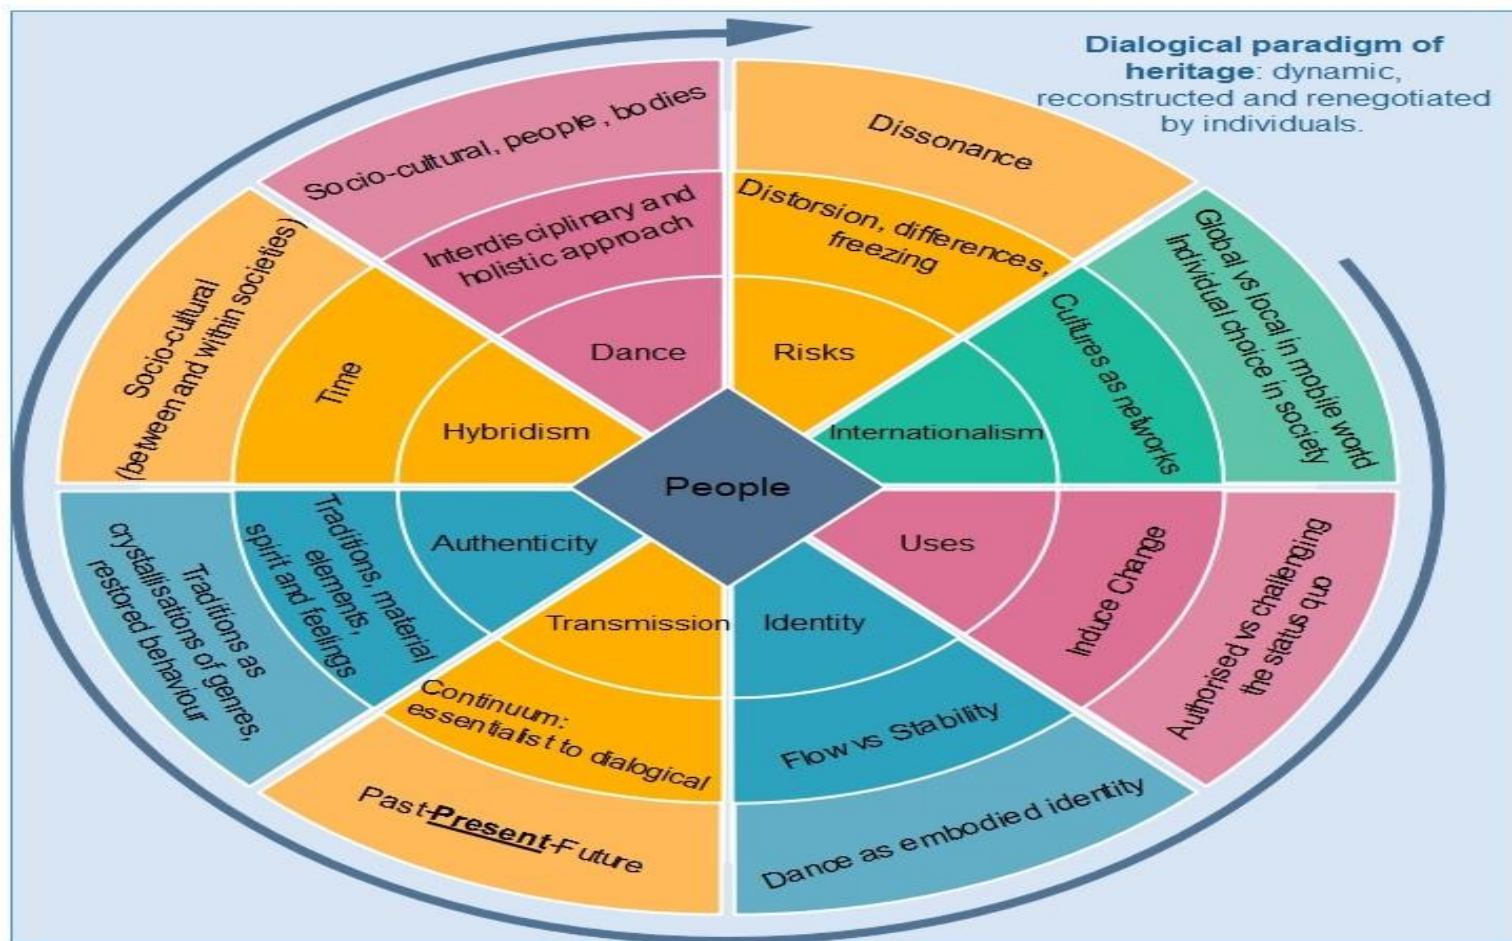 Dialogical paradigm of
heritage: dynamic,
reconstructed and renegotiated
by individuals.
Socio-cultural, people, bodies
Interdisciplinary and
holistic approach
Dance
Dissonance
Distorsion, differences,
freezing
Risks
Global vs local in mobile world
Individual choice in society
Cultures as networks
Internationalism
Authorised vs challenging
the status quo
Induce Change
Uses
Dance as embodied identity
Flow vs Stability
Identity
Past-Present-Future
Continuum:
essentialist to dialogical
Transmission
Traditions as
crystallisations of genres,
restored behaviour
Traditions, material
elements,
spirit and feelings
Authenticity
Socio-cultural
(between and within societies)
Time
Hybridism
People